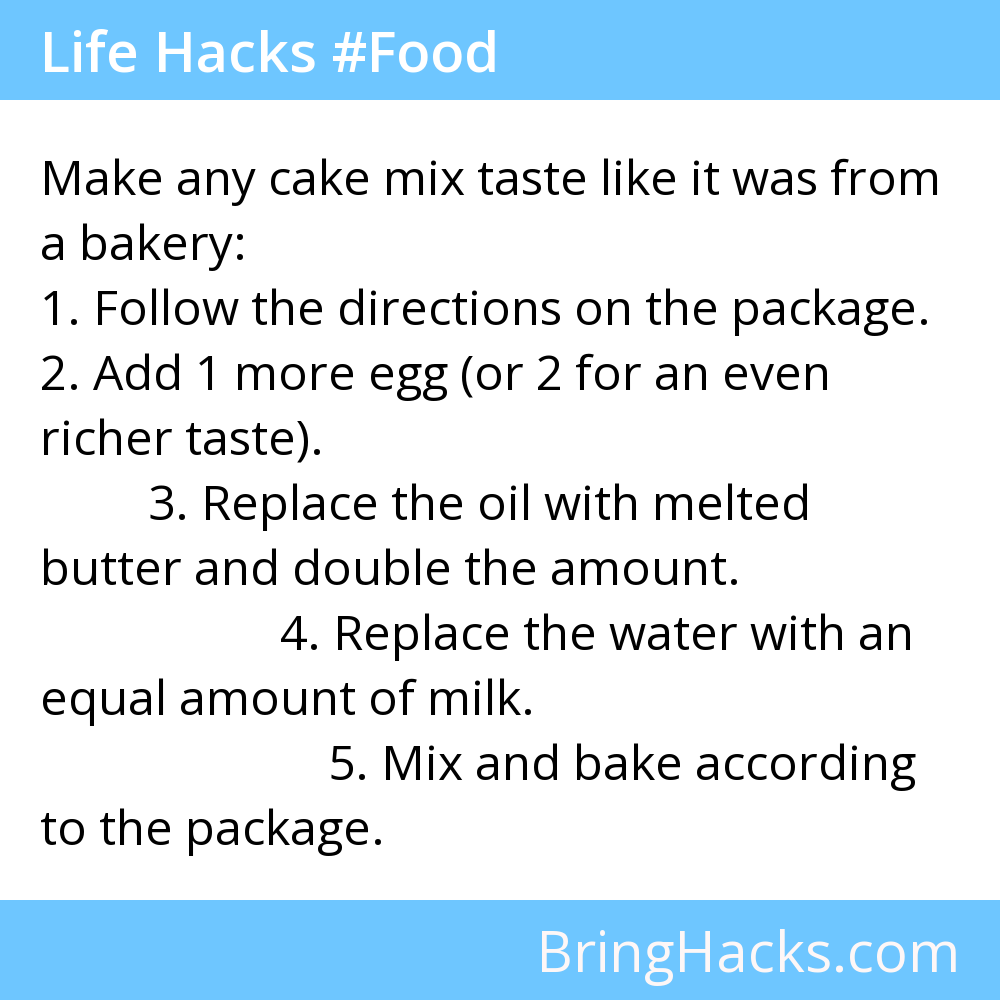 Life Hacks #Food
Make any cake mix taste like it was from
a bakery:
1. Follow the directions on the package.
2. Add 1 more egg (or 2 for an even
richer taste).
3. Replace the oil with melted
butter and double the amount.
4. Replace the water with an
equal amount of milk.
5. Mix and bake according
to the package.
BringHacks.com